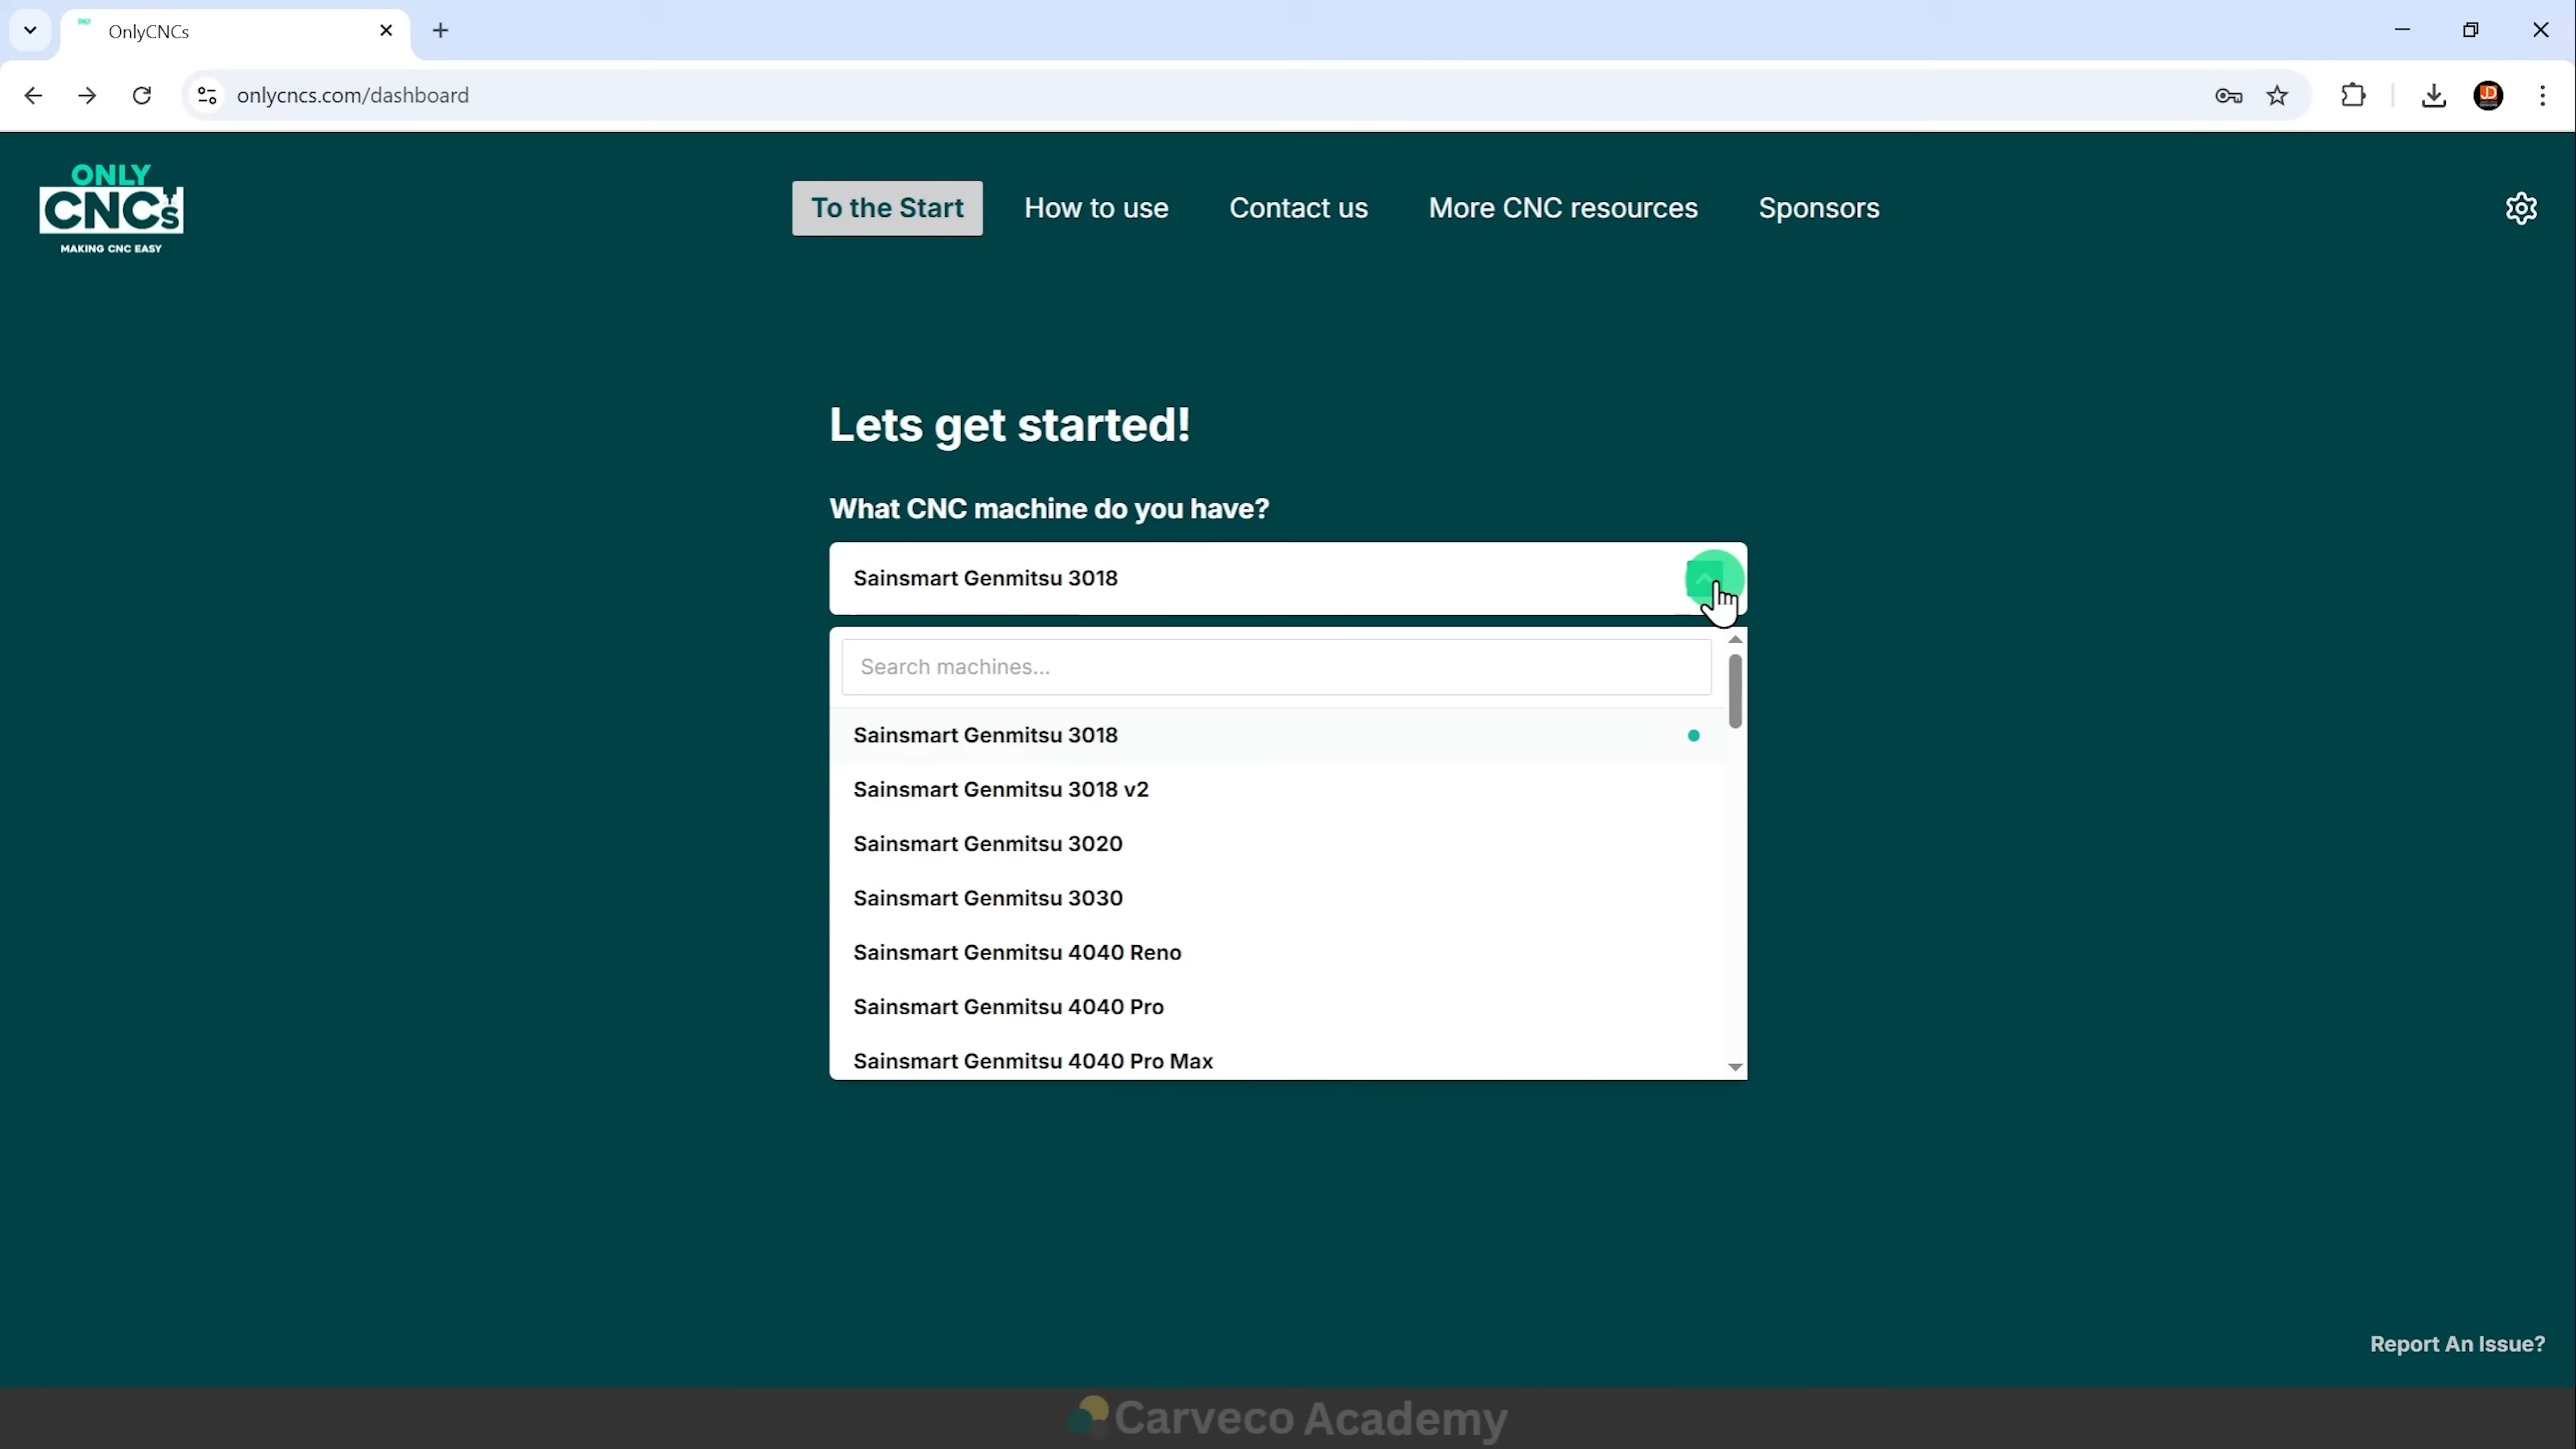 OnlyCNCs
onlycncs.com/dashboard
JD
ONLY
CNCs
MAKING CNC EASY
To the Start
How to use
Contact us
More CNC resources
Sponsors
Lets get started!
What CNC machine do you have?
Sainsmart Genmitsu 3018
Search machines...
Sainsmart Genmitsu 3018
Sainsmart Genmitsu 3018 v2
Sainsmart Genmitsu 3020
Sainsmart Genmitsu 3030
Sainsmart Genmitsu 4040 Reno
Sainsmart Genmitsu 4040 Pro
Sainsmart Genmitsu 4040 Pro Max
Report An Issue?
Carveco Academy